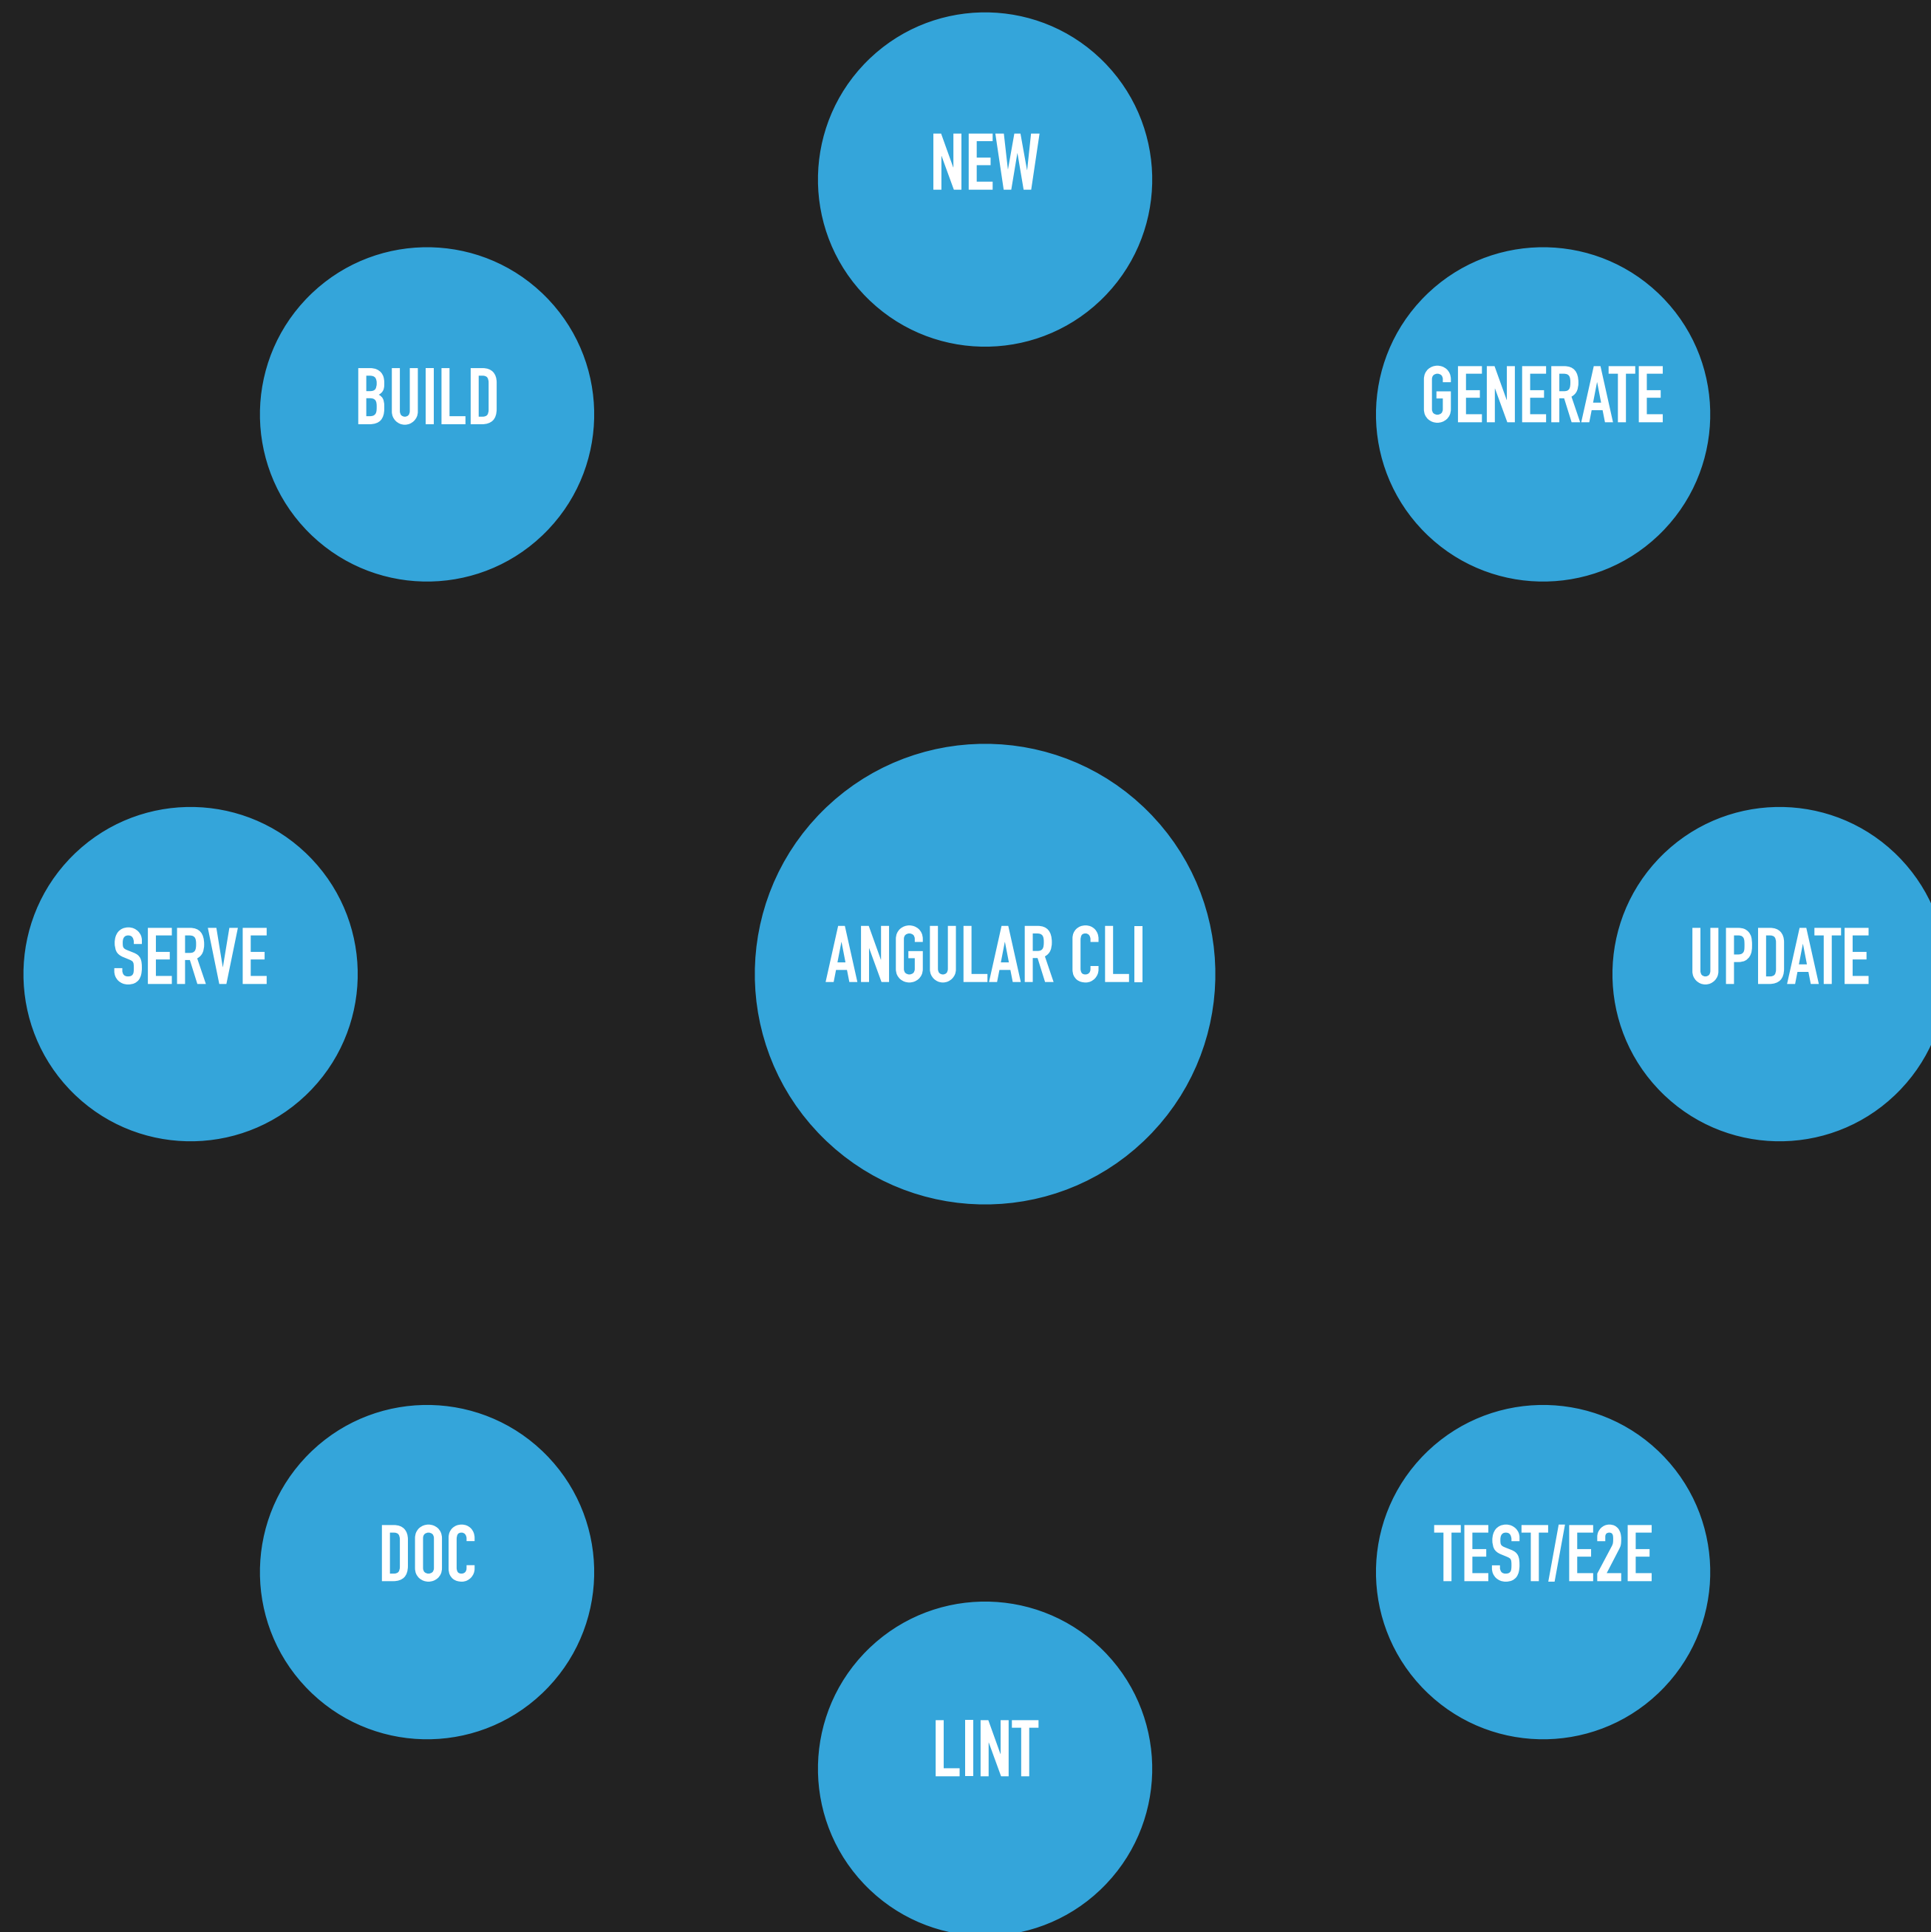 NEW
BUILD
GENERATE
SERVE
ANGULAR CLI
UPDATE
DOC
TEST/E2E
LINT